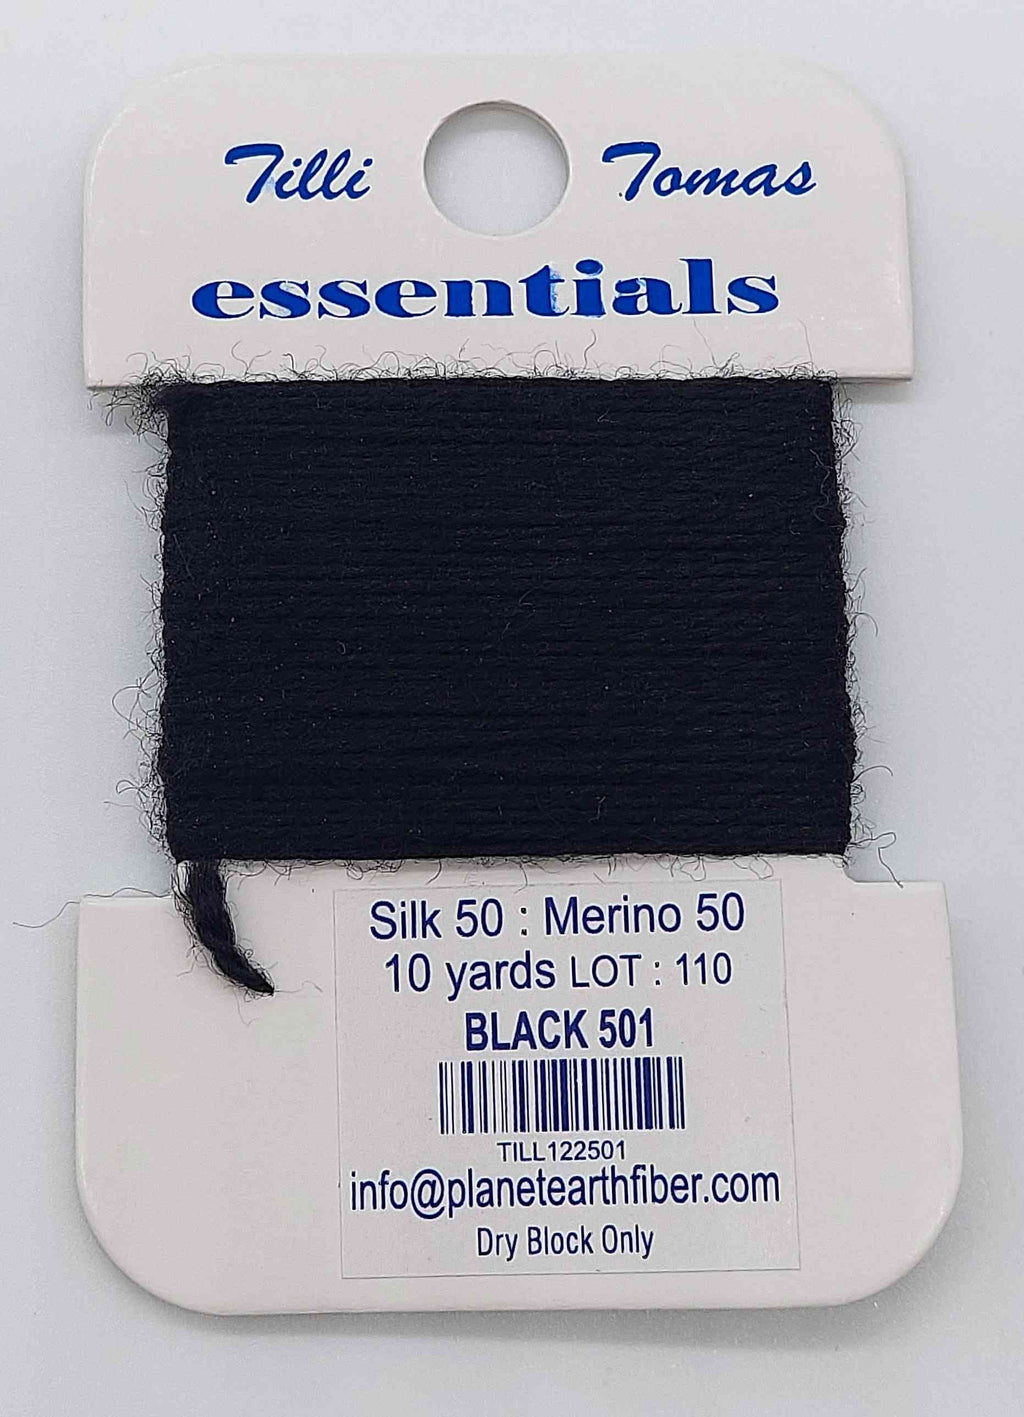 Tilli Tomas
essentials
Silk 50 : Merino 50
10 yards LOT : 110
BLACK 501
TILL122501
info@planetearthfiber.com
Dry Block Only